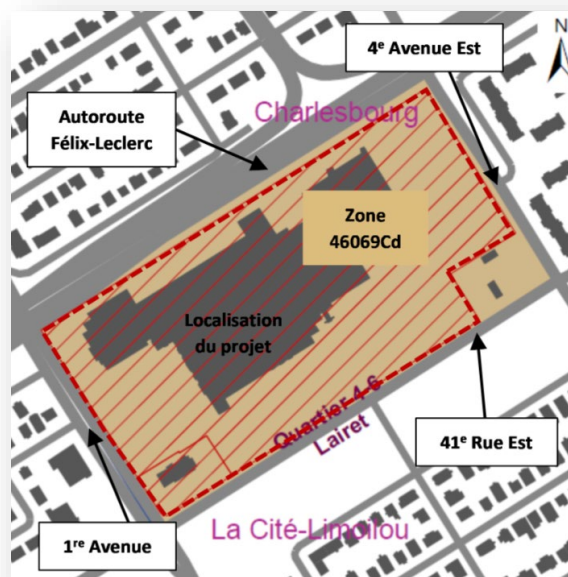 4e Avenue Est
N
Autoroute
Félix-Leclerc
Charlesbourg
Zone
46069Cd
Localisation
du projet
Quartier 4-6
Lairet
41e Rue Est
1re Avenue
La Cité-Limoilou